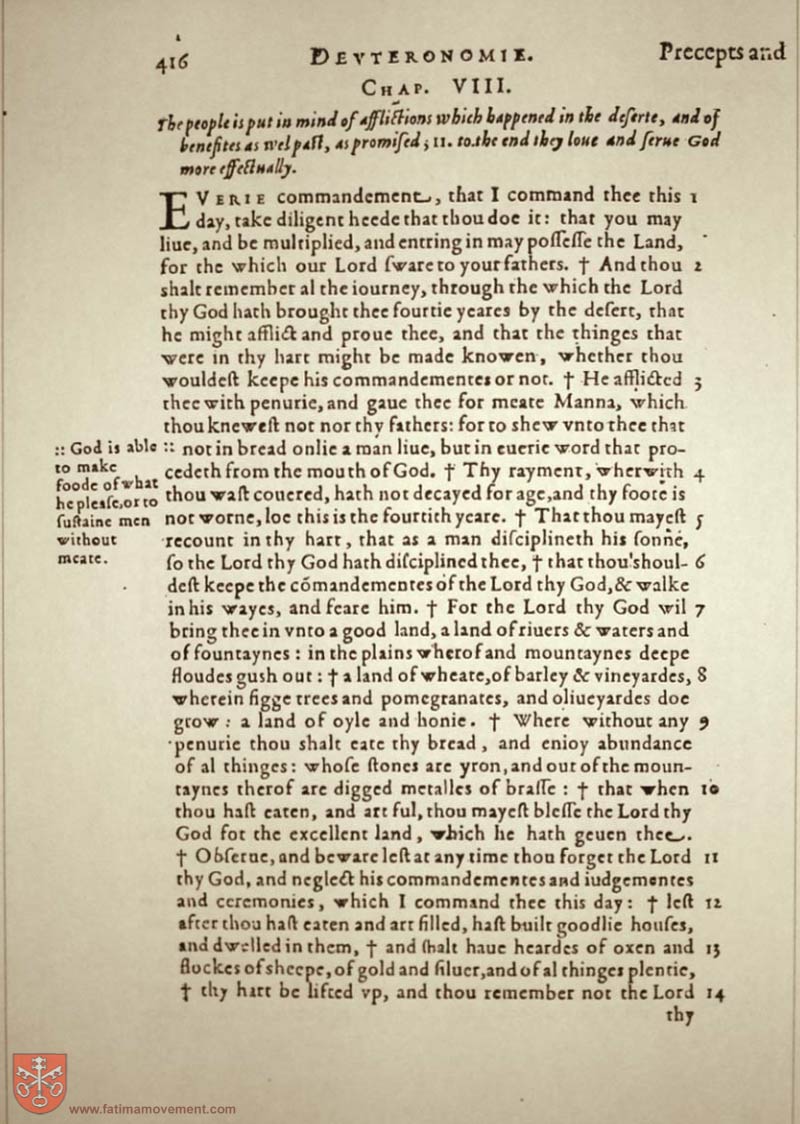 416 DEVTERONOMIE. Precepts and
CHAP. VIII.
The people is put in mind of afflictions which happened in the deſerte, and of
benefites as wel paſt, as promiſed; 11. to the end they loue and ſerue God
more effectually.
EVERIE commandement, that I command thee this 1
day, take diligent heede that thou doe it: that you may
liue, and be multiplied, and entring in may poſſeſſe the Land,
for the which our Lord ſware to your fathers. † And thou 2
shalt remember al the iourney, through the which the Lord
thy God hath brought thee fourtie yeares by the deſert, that
he might afflict and proue thee, and that the thinges that
were in thy hart might be made knowen, whether thou
wouldeſt keepe his commandementes or not. † He afflicted 3
thee with penurie, and gaue thee for meate Manna, which
thou kneweſt not nor thy fathers: for to shew vnto thee that
:: God is able
to make
foode of what
he pleaſe, or to
ſuſtaine men
without
meate.
:: not in bread onlie a man liue, but in euerie word that pro-
cedeth from the mouth of God. † Thy rayment, wherwith 4
thou waſt couered, hath not decayed for age, and thy foote is
not worne, loe this is the fourtith yeare. † That thou mayeſt 5
recount in thy hart, that as a man diſciplineth his ſonne,
ſo the Lord thy God hath diſciplined thee, † that thou shoul- 6
deſt keepe the cõmandementes of the Lord thy God, & walke
in his wayes, and feare him. † For the Lord thy God wil 7
bring thee in vnto a good land, a land of riuers & waters and
of fountaynes: in the plains wherof and mountaynes deepe
floudes gush out: † a land of wheate, of barley & vineyardes, 8
wherein figge trees and pomegranates, and oliueyardes doe
grow: a land of oyle and honie. † Where without any 9
penurie thou shalt eate thy bread, and enioy abundance
of al thinges: whoſe ſtones are yron, and out of the moun-
taynes therof are digged metalles of braſſe: † that when 10
thou haſt eaten, and art ful, thou mayeſt bleſſe the Lord thy
God for the excellent land, which he hath geuen thee.
† Obſerue, and beware leſt at any time thou forget the Lord 11
thy God, and neglect his commandementes and iudgementes
and ceremonies, which I command thee this day: † leſt 12
after thou haſt eaten and art filled, haſt built goodlie houſes,
and dwelled in them, † and shalt haue heardes of oxen and 13
flockes of sheepe, of gold and ſiluer, and of al thinges plentie,
† thy hart be lifted vp, and thou remember not the Lord 14
thy
www.fatimamovement.com